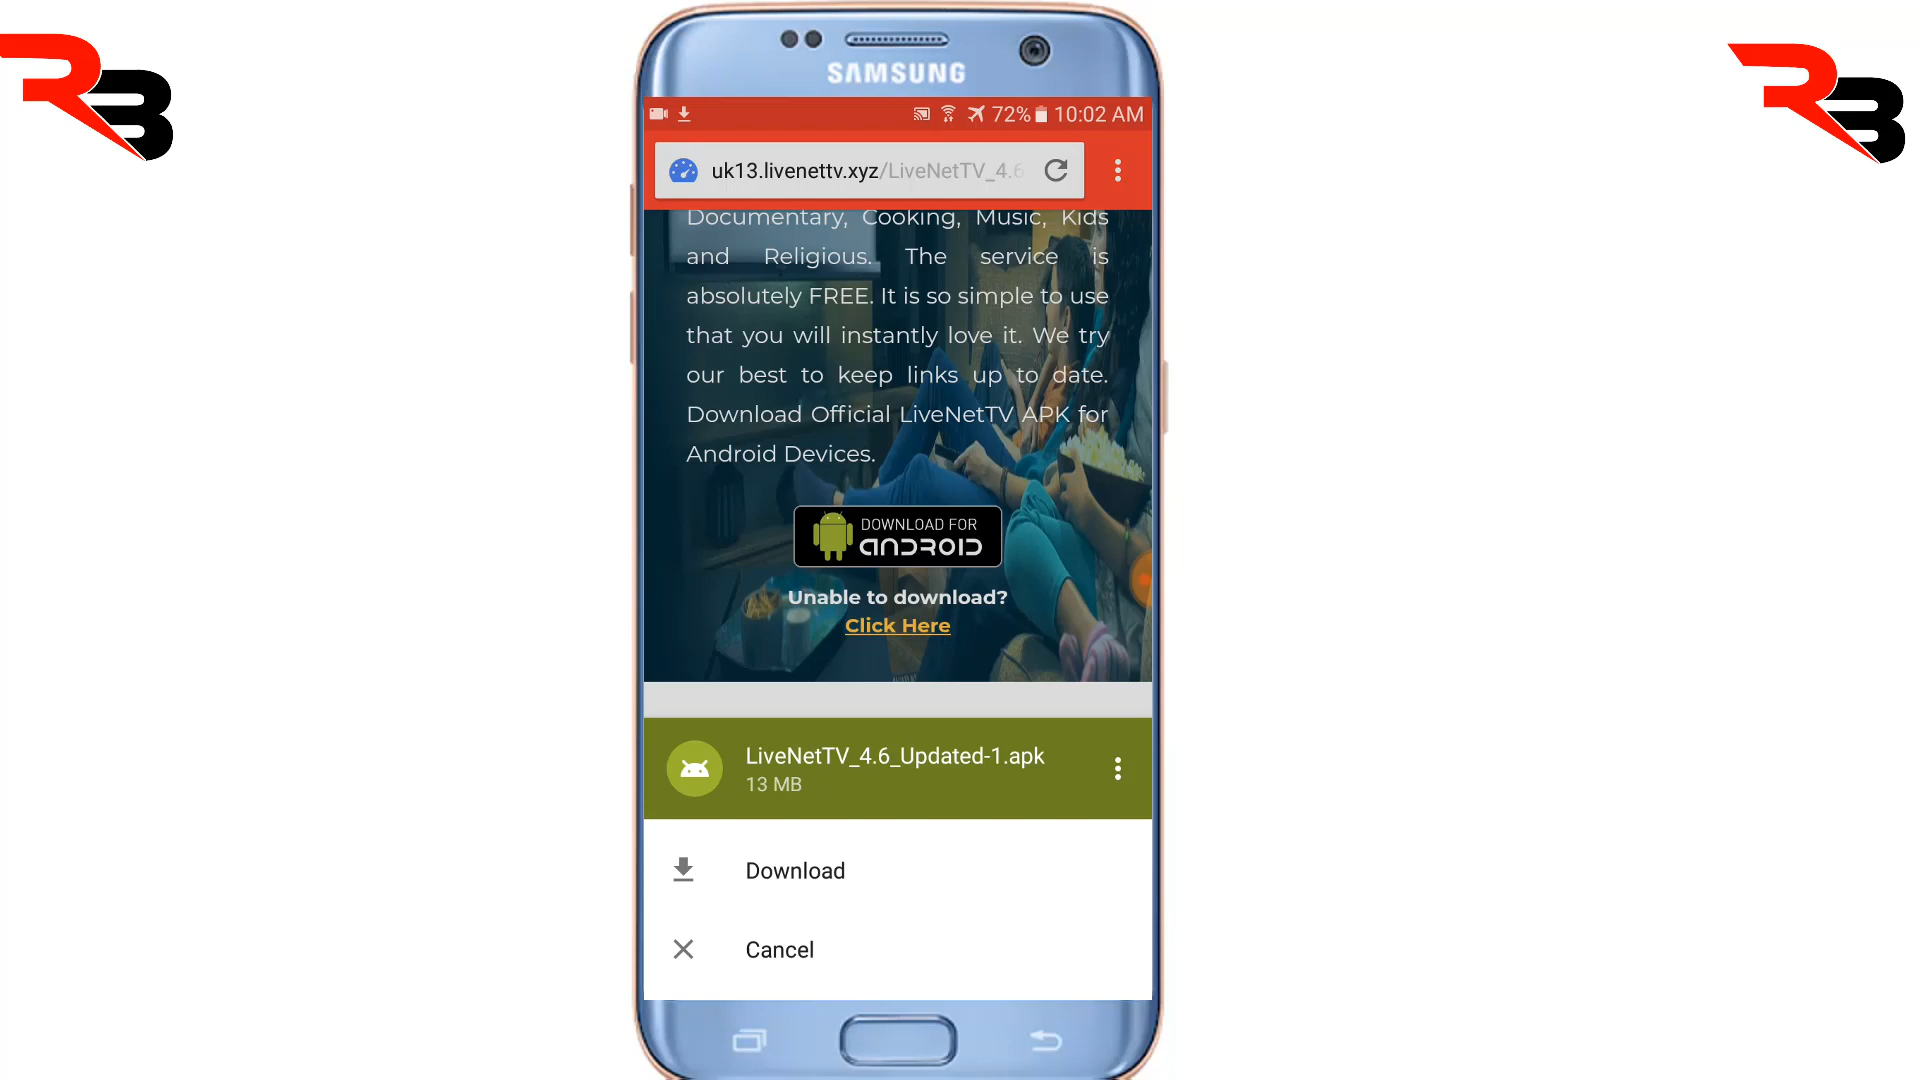 RB
RB
SAMSUNG
72% 10:02 AM
uk13.livenettv.xyz/LiveNetTV_4.6
Documentary, Cooking, Music, Kids
and Religious. The service is
absolutely FREE. It is so simple to use
that you will instantly love it. We try
our best to keep links up to date.
Download Official LiveNetTV APK for
Android Devices.
DOWNLOAD FOR
ANDROID
Unable to download?
Click Here
LiveNetTV_4.6_Updated-1.apk
13 MB
Download
Cancel